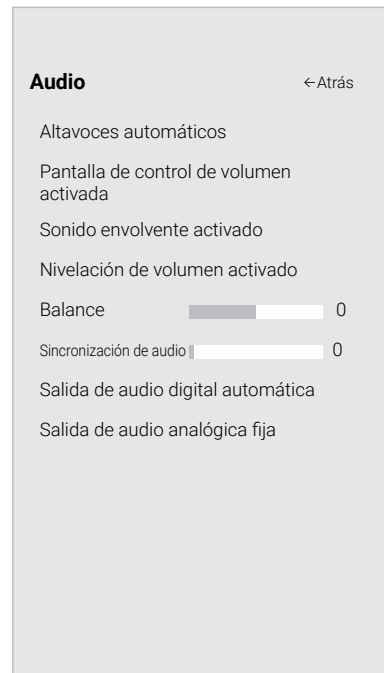 Audio ←Atrás
Altavoces automáticos
Pantalla de control de volumen
activada
Sonido envolvente activado
Nivelación de volumen activado
Balance 0
Sincronización de audio 0
Salida de audio digital automática
Salida de audio analógica fija